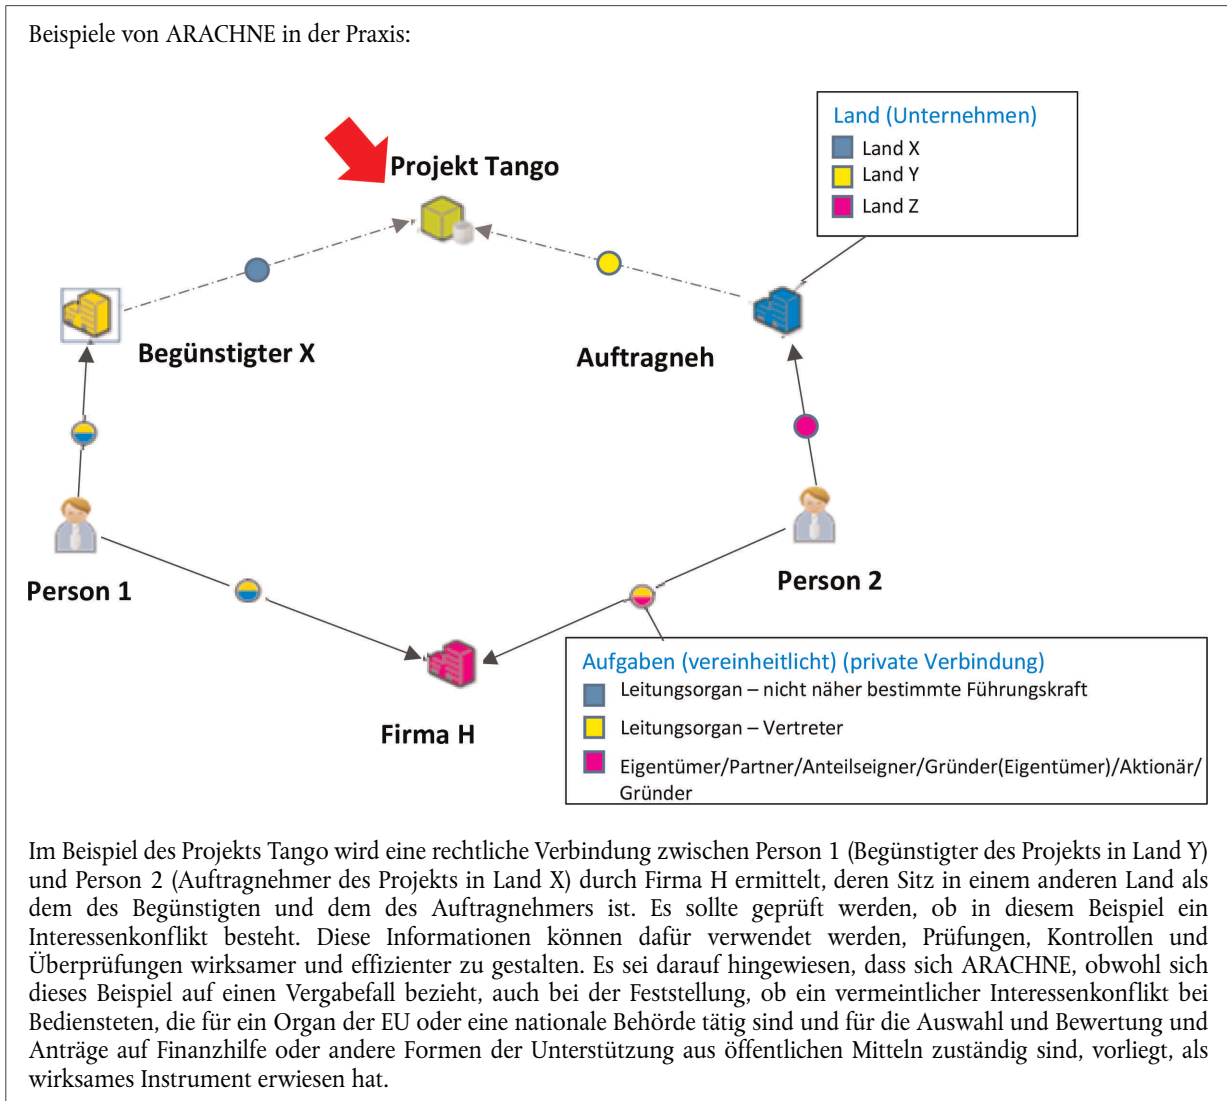 Beispiele von ARACHNE in der Praxis:
Land (Unternehmen)
Land X
Land Y
Land Z
Projekt Tango
Begünstigter X
Auftragneh
Person 1
Person 2
Firma H
Aufgaben (vereinheitlicht) (private Verbindung)
Leitungsorgan – nicht näher bestimmte Führungskraft
Leitungsorgan – Vertreter
Eigentümer/Partner/Anteilseigner/Gründer(Eigentümer)/Aktionär/
Gründer
Im Beispiel des Projekts Tango wird eine rechtliche Verbindung zwischen Person 1 (Begünstigter des Projekts in Land Y)
und Person 2 (Auftragnehmer des Projekts in Land X) durch Firma H ermittelt, deren Sitz in einem anderen Land als
dem des Begünstigten und dem des Auftragnehmers ist. Es sollte geprüft werden, ob in diesem Beispiel ein
Interessenkonflikt besteht. Diese Informationen können dafür verwendet werden, Prüfungen, Kontrollen und
Überprüfungen wirksamer und effizienter zu gestalten. Es sei darauf hingewiesen, dass sich ARACHNE, obwohl sich
dieses Beispiel auf einen Vergabefall bezieht, auch bei der Feststellung, ob ein vermeintlicher Interessenkonflikt bei
Bediensteten, die für ein Organ der EU oder eine nationale Behörde tätig sind und für die Auswahl und Bewertung und
Anträge auf Finanzhilfe oder andere Formen der Unterstützung aus öffentlichen Mitteln zuständig sind, vorliegt, als
wirksames Instrument erwiesen hat.